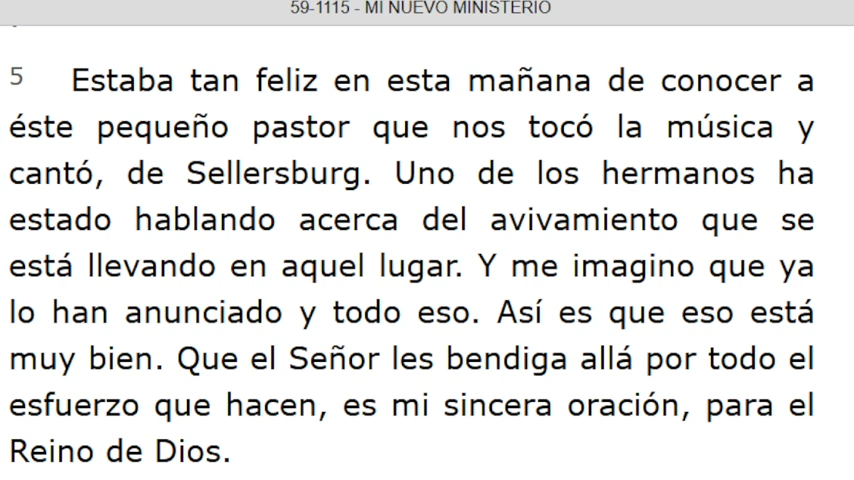 59-1115 - MI NUEVO MINISTERIO
5 Estaba tan feliz en esta mañana de conocer a
éste pequeño pastor que nos tocó la música y
cantó, de Sellersburg. Uno de los hermanos ha
estado hablando acerca del avivamiento que se
está llevando en aquel lugar. Y me imagino que ya
lo han anunciado y todo eso. Así es que eso está
muy bien. Que el Señor les bendiga allá por todo el
esfuerzo que hacen, es mi sincera oración, para el
Reino de Dios.